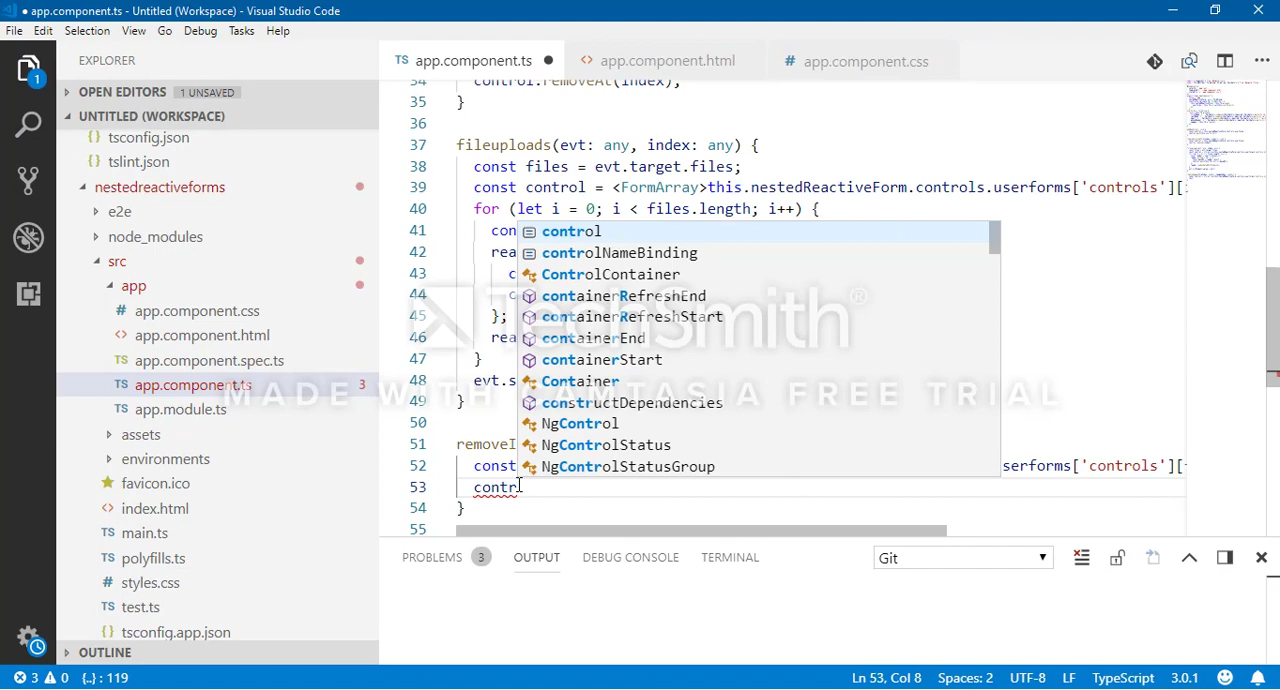 ● app.component.ts - Untitled (Workspace) - Visual Studio Code
File Edit Selection View Go Debug Tasks Help
EXPLORER
OPEN EDITORS 1 UNSAVED
UNTITLED (WORKSPACE)
tsconfig.json
tslint.json
nestedreactiveforms
e2e
node_modules
src
app
app.component.css
app.component.html
app.component.spec.ts
app.component.ts 3
app.module.ts
assets
environments
favicon.ico
index.html
main.ts
polyfills.ts
styles.css
test.ts
tsconfig.app.json
OUTLINE
TS app.component.ts ● <> app.component.html # app.component.css
34 control.removeAt(index);
35 }
36
37 fileuploads(evt: any, index: any) {
38 const files = evt.target.files;
39 const control = <FormArray>this.nestedReactiveForm.controls.userforms['controls'][
40 for (let i = 0; i < files.length; i++) {
41 con
42 rea
43 c
44 c
45 };
46 rea
47 }
48 evt.s
49 }
50
51 removeI
52 const serforms['controls'][
53 contr
54 }
55
control
controlNameBinding
ControlContainer
containerRefreshEnd
containerRefreshStart
containerEnd
containerStart
Container
constructDependencies
NgControl
NgControlStatus
NgControlStatusGroup
TechSmith®
MADE WITH CAMTASIA FREE TRIAL
PROBLEMS 3 OUTPUT DEBUG CONSOLE TERMINAL Git
3 0 {..} : 119 Ln 53, Col 8 Spaces: 2 UTF-8 LF TypeScript 3.0.1